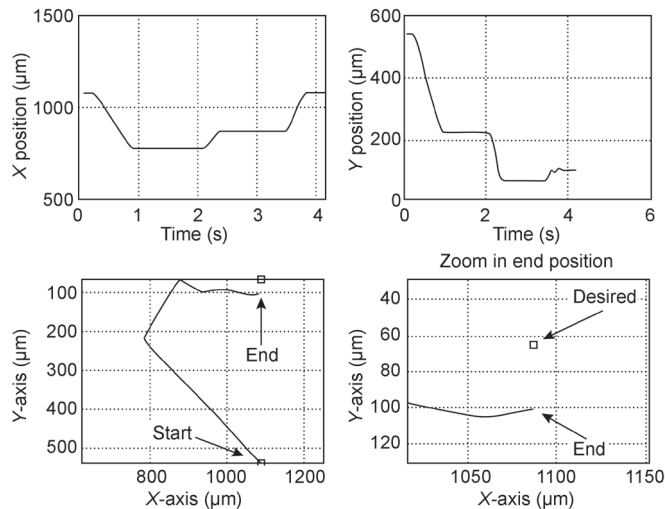 1500
1000
500
X position (µm)
0
1
2
3
4
Time (s)
600
400
200
0
Y position (µm)
0
2
4
6
Time (s)
100
200
300
400
500
Y-axis (µm)
Start
End
800
1000
1200
X-axis (µm)
Zoom in end position
40
60
80
100
120
Y-axis (µm)
Desired
End
1050
1100
1150
X-axis (µm)